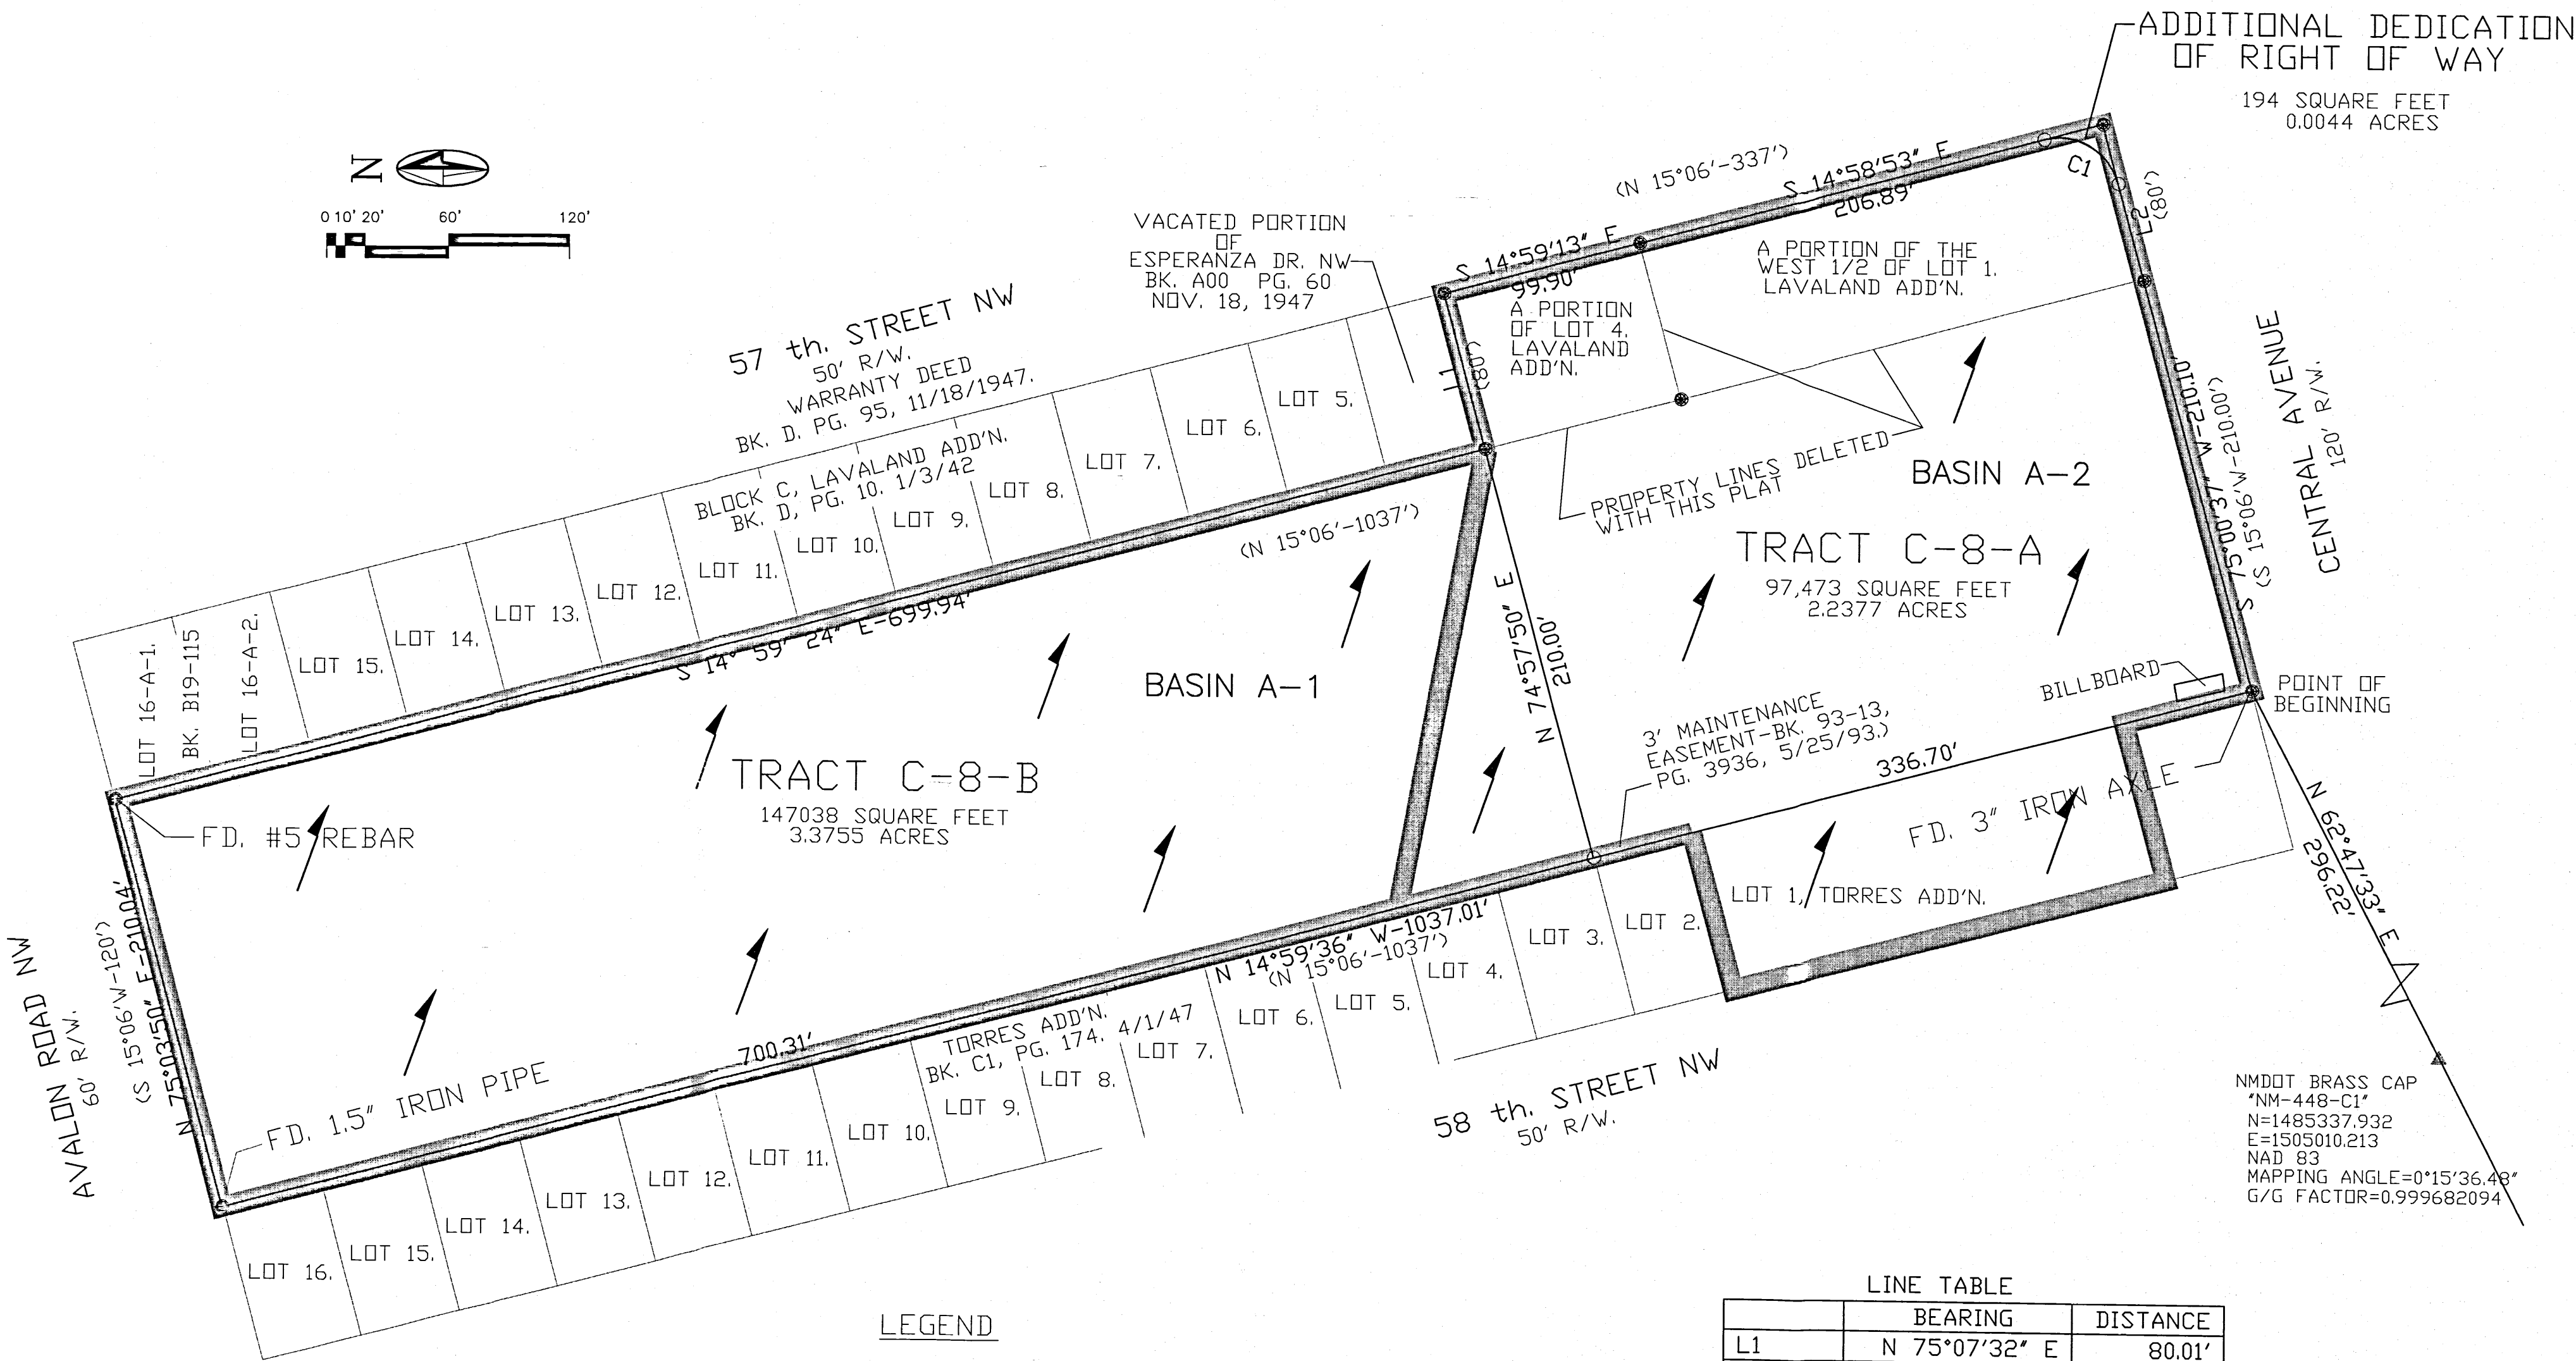 ADDITIONAL DEDICATION
OF RIGHT OF WAY
194 SQUARE FEET
0.0044 ACRES
N
0 10' 20' 60' 120'
VACATED PORTION
OF
ESPERANZA DR. NW
BK. A00 PG. 60
NOV. 18, 1947
57 th. STREET NW
50' R/W.
WARRANTY DEED
BK. D. PG. 95, 11/18/1947.
BLOCK C, LAVALAND ADD'N.
BK. D, PG. 10. 1/3/42
(N 15°06'-337')
S 14°58'53" E
206.89'
S 14°59'13" E
99.90'
C1
L2
(80')
L1
(80')
A PORTION OF THE
WEST 1/2 OF LOT 1.
LAVALAND ADD'N.
A PORTION
OF LOT 4.
LAVALAND
ADD'N.
PROPERTY LINES DELETED
WITH THIS PLAT
BASIN A-2
TRACT C-8-A
97,473 SQUARE FEET
2.2377 ACRES
S 75°00'37" W-210.10'
(S 15°06'W-210.00')
CENTRAL AVENUE
120' R/W.
BILLBOARD
POINT OF
BEGINNING
LOT 5.
LOT 6.
LOT 7.
LOT 8.
LOT 9.
LOT 10.
LOT 11.
LOT 12.
LOT 13.
LOT 14.
LOT 15.
LOT 16-A-2.
BK. B19-115
LOT 16-A-1.
(N 15°06'-1037')
S 14° 59' 24" E-699.94'
BASIN A-1
TRACT C-8-B
147038 SQUARE FEET
3.3755 ACRES
N 74°57'50" E
210.00'
3' MAINTENANCE
EASEMENT-BK. 93-13,
PG. 3936, 5/25/93.)
336.70'
FD. 3" IRON AXLE
FD. #5 REBAR
LOT 1, TORRES ADD'N.
LOT 2.
LOT 3.
LOT 4.
LOT 5.
LOT 6.
LOT 7.
LOT 8.
LOT 9.
LOT 10.
LOT 11.
LOT 12.
LOT 13.
LOT 14.
LOT 15.
LOT 16.
N 14°59'36" W-1037.01'
(N 15°06'-1037')
TORRES ADD'N.
BK. C1, PG. 174. 4/1/47
700.31'
FD. 1.5" IRON PIPE
AVALON ROAD NW
60' R/W.
(S 15°06'W-120')
N 75°03'50" E-210.04'
58 th. STREET NW
50' R/W.
N 62°47'33" E
296.22'
NMDOT BRASS CAP
"NM-448-C1"
N=1485337.932
E=1505010.213
NAD 83
MAPPING ANGLE=0°15'36.48"
G/G FACTOR=0.999682094
LEGEND
LINE TABLE
BEARING DISTANCE
L1 N 75°07'32" E 80.01'